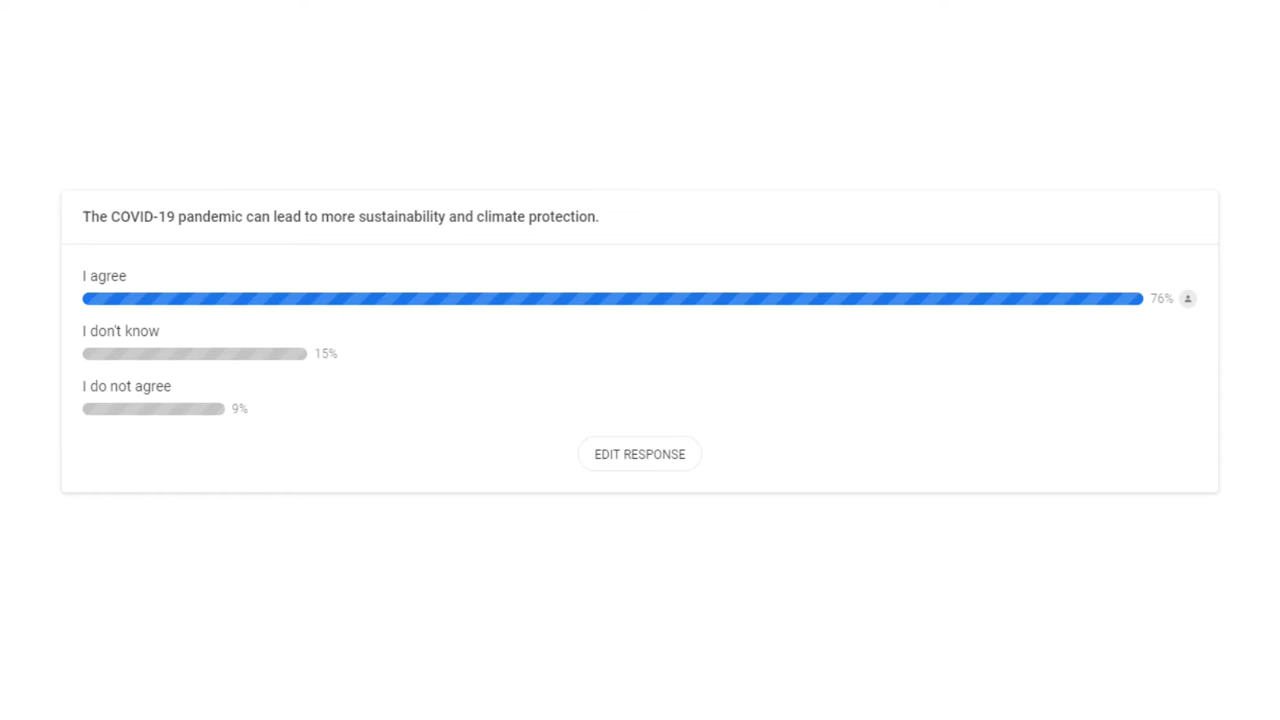 The COVID-19 pandemic can lead to more sustainability and climate protection.
I agree
76%
I don't know
15%
I do not agree
9%
EDIT RESPONSE